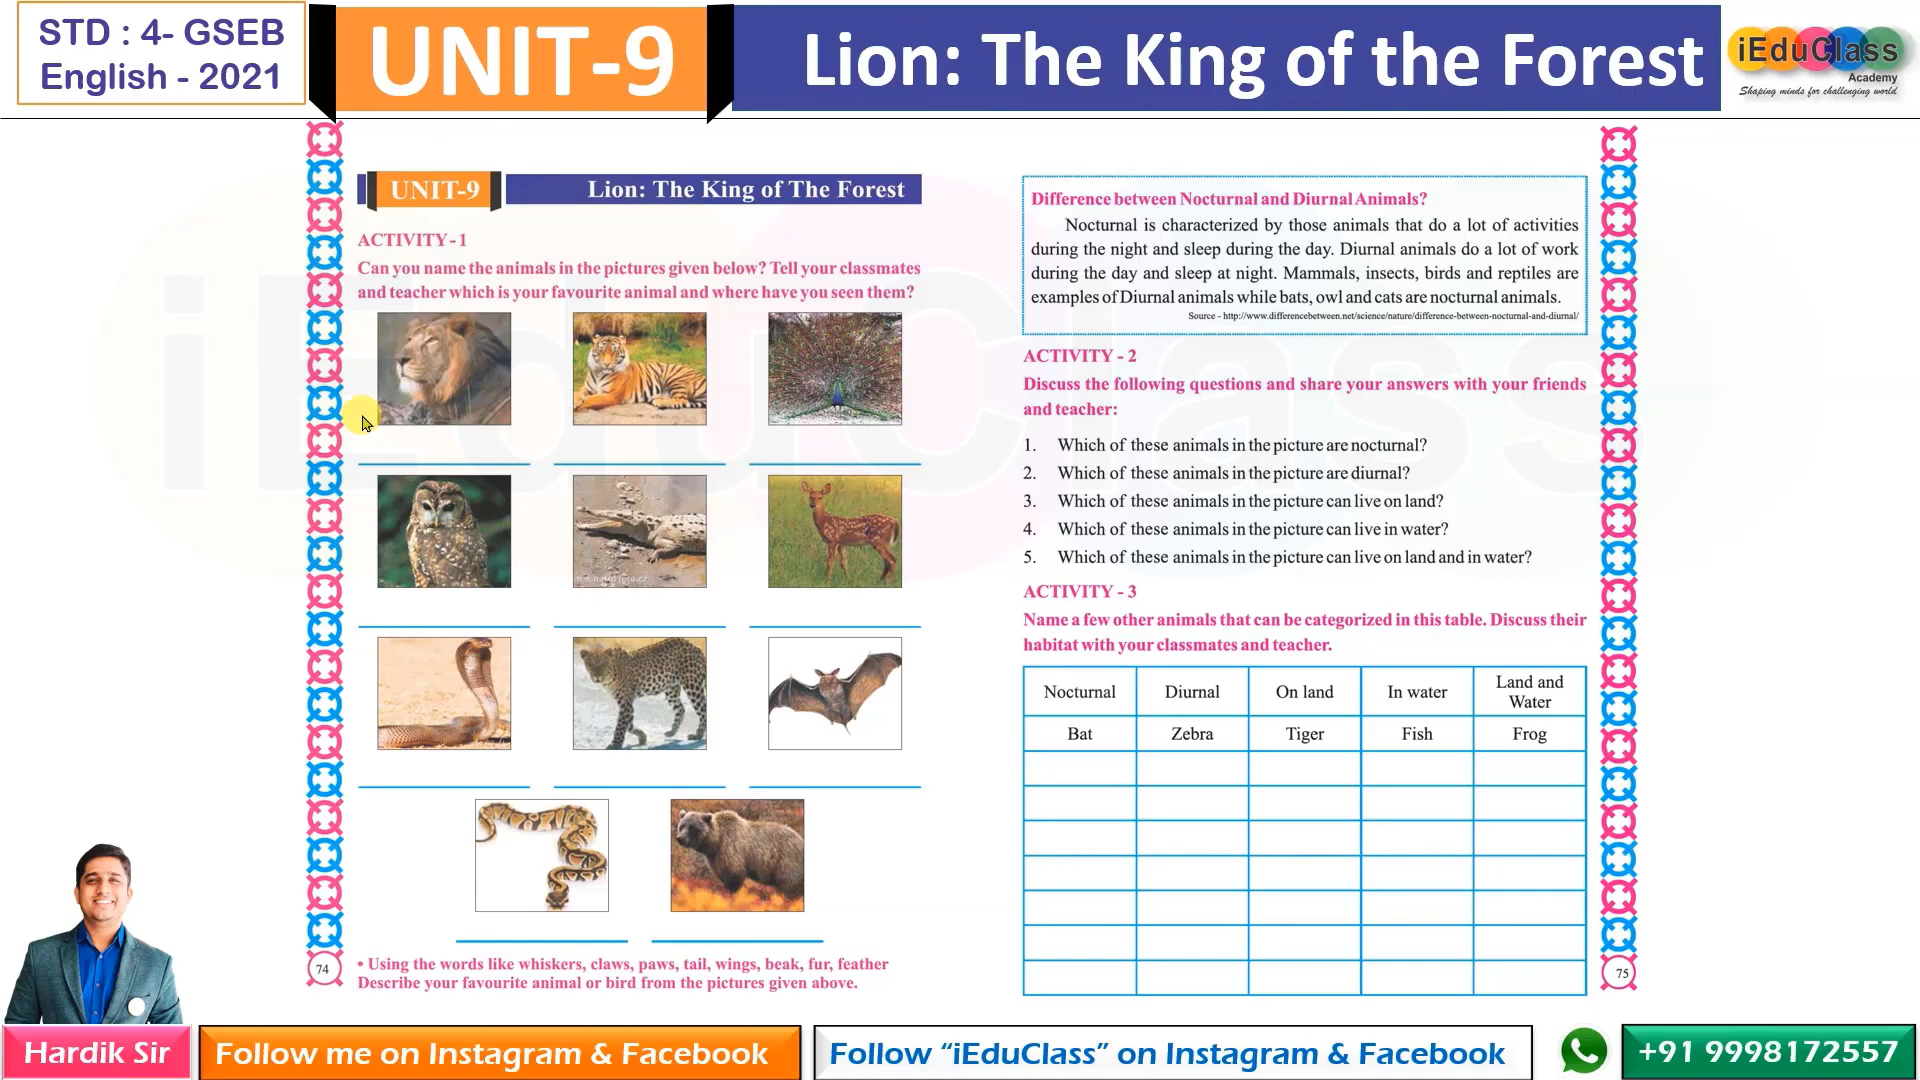 STD : 4- GSEB
English - 2021
UNIT-9
Lion: The King of the Forest
iEduClass
Academy
Shaping minds for challenging world
UNIT-9
Lion: The King of The Forest
ACTIVITY - 1
Can you name the animals in the pictures given below? Tell your classmates
and teacher which is your favourite animal and where have you seen them?
• Using the words like whiskers, claws, paws, tail, wings, beak, fur, feather
Describe your favourite animal or bird from the pictures given above.
74
Difference between Nocturnal and Diurnal Animals?
Nocturnal is characterized by those animals that do a lot of activities
during the night and sleep during the day. Diurnal animals do a lot of work
during the day and sleep at night. Mammals, insects, birds and reptiles are
examples of Diurnal animals while bats, owl and cats are nocturnal animals.
Source - http://www.differencebetween.net/science/nature/difference-between-nocturnal-and-diurnal/
ACTIVITY - 2
Discuss the following questions and share your answers with your friends
and teacher:
1. Which of these animals in the picture are nocturnal?
2. Which of these animals in the picture are diurnal?
3. Which of these animals in the picture can live on land?
4. Which of these animals in the picture can live in water?
5. Which of these animals in the picture can live on land and in water?
ACTIVITY - 3
Name a few other animals that can be categorized in this table. Discuss their
habitat with your classmates and teacher.
Nocturnal Diurnal On land In water Land and Water
Bat Zebra Tiger Fish Frog
75
iEduClass
Hardik Sir
Follow me on Instagram & Facebook
Follow “iEduClass” on Instagram & Facebook
+91 9998172557